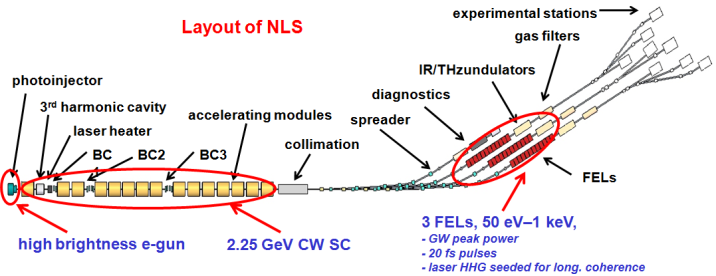 Layout of NLS
experimental stations
gas filters
IR/THzundulators
diagnostics
spreader
photoinjector
3rd harmonic cavity
laser heater
accelerating modules
BC
BC2
BC3
collimation
FELs
high brightness e-gun
2.25 GeV CW SC
3 FELs, 50 eV–1 keV,
- GW peak power
- 20 fs pulses
- laser HHG seeded for long. coherence